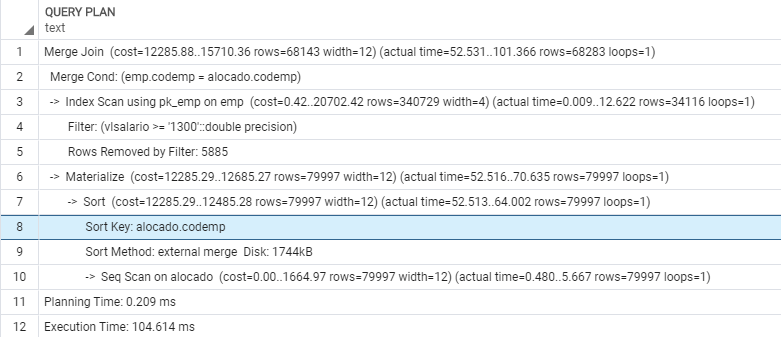 QUERY PLAN
text
1 Merge Join (cost=12285.88..15710.36 rows=68143 width=12) (actual time=52.531..101.366 rows=68283 loops=1)
2 Merge Cond: (emp.codemp = alocado.codemp)
3 -> Index Scan using pk_emp on emp (cost=0.42..20702.42 rows=340729 width=4) (actual time=0.009..12.622 rows=34116 loops=1)
4 Filter: (vlsalario >= '1300'::double precision)
5 Rows Removed by Filter: 5885
6 -> Materialize (cost=12285.29..12685.27 rows=79997 width=12) (actual time=52.516..70.635 rows=79997 loops=1)
7 -> Sort (cost=12285.29..12485.28 rows=79997 width=12) (actual time=52.513..64.002 rows=79997 loops=1)
8 Sort Key: alocado.codemp
9 Sort Method: external merge Disk: 1744kB
10 -> Seq Scan on alocado (cost=0.00..1664.97 rows=79997 width=12) (actual time=0.480..5.667 rows=79997 loops=1)
11 Planning Time: 0.209 ms
12 Execution Time: 104.614 ms